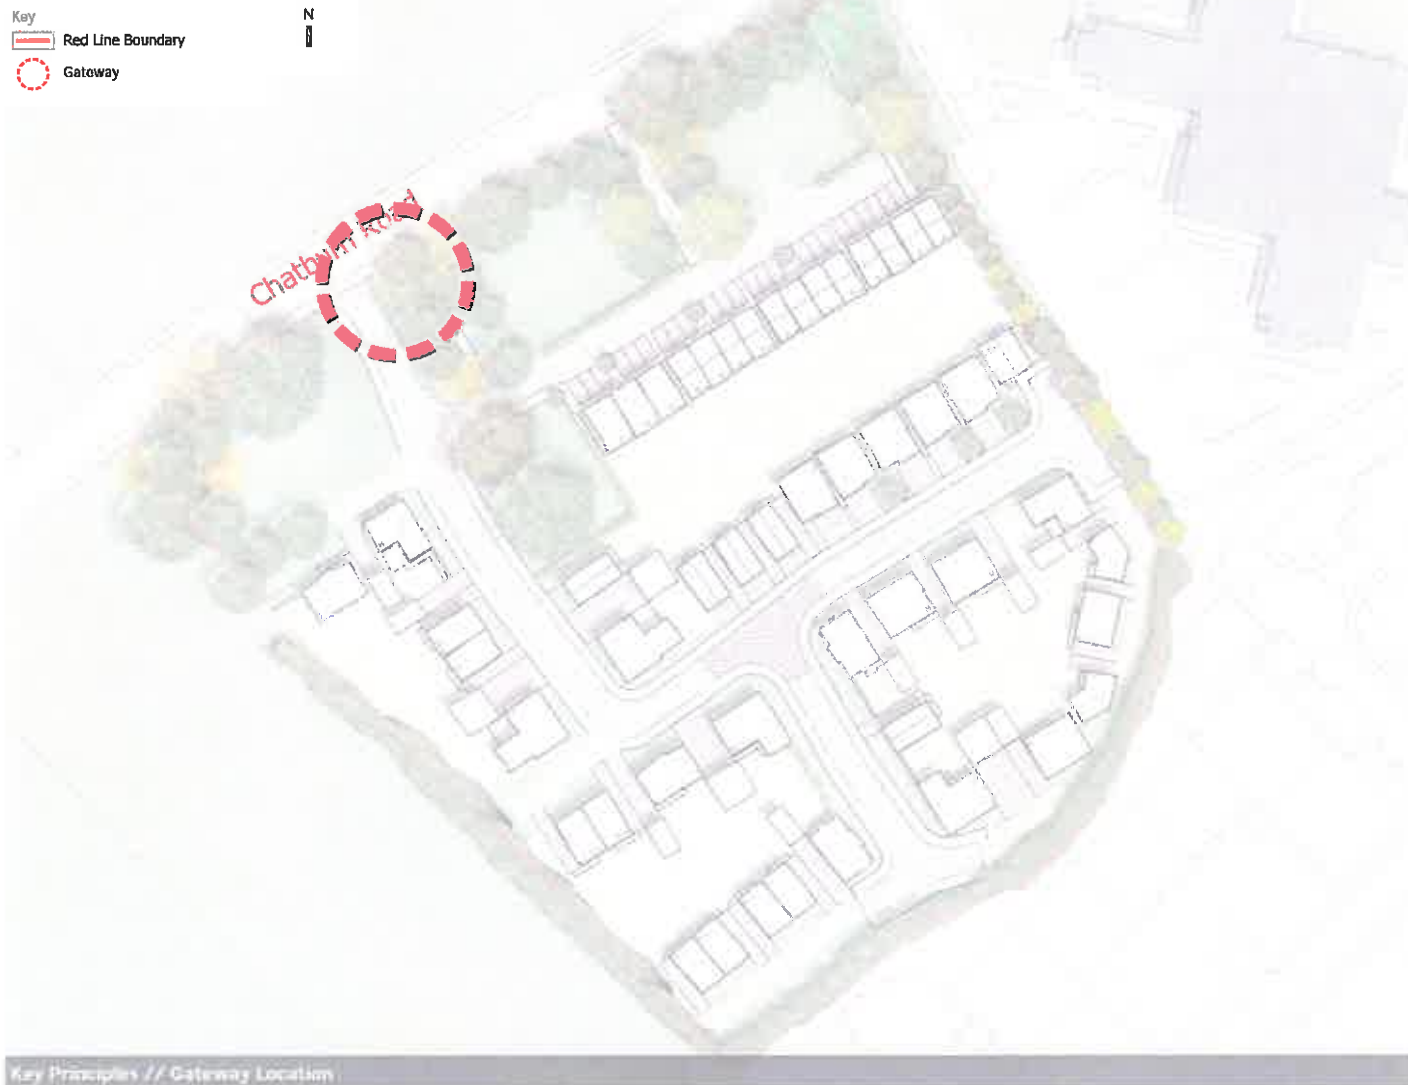 Key
N
Red Line Boundary
Gateway
Chatburn Road
Key Principles // Gateway Location